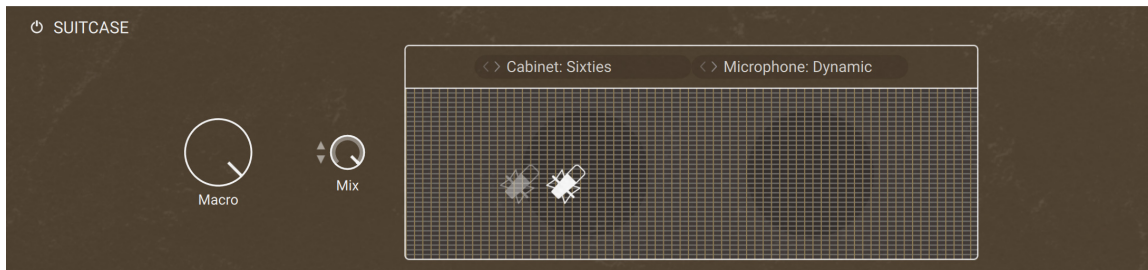 SUITCASE
Cabinet: Sixties
Microphone: Dynamic
Macro
Mix